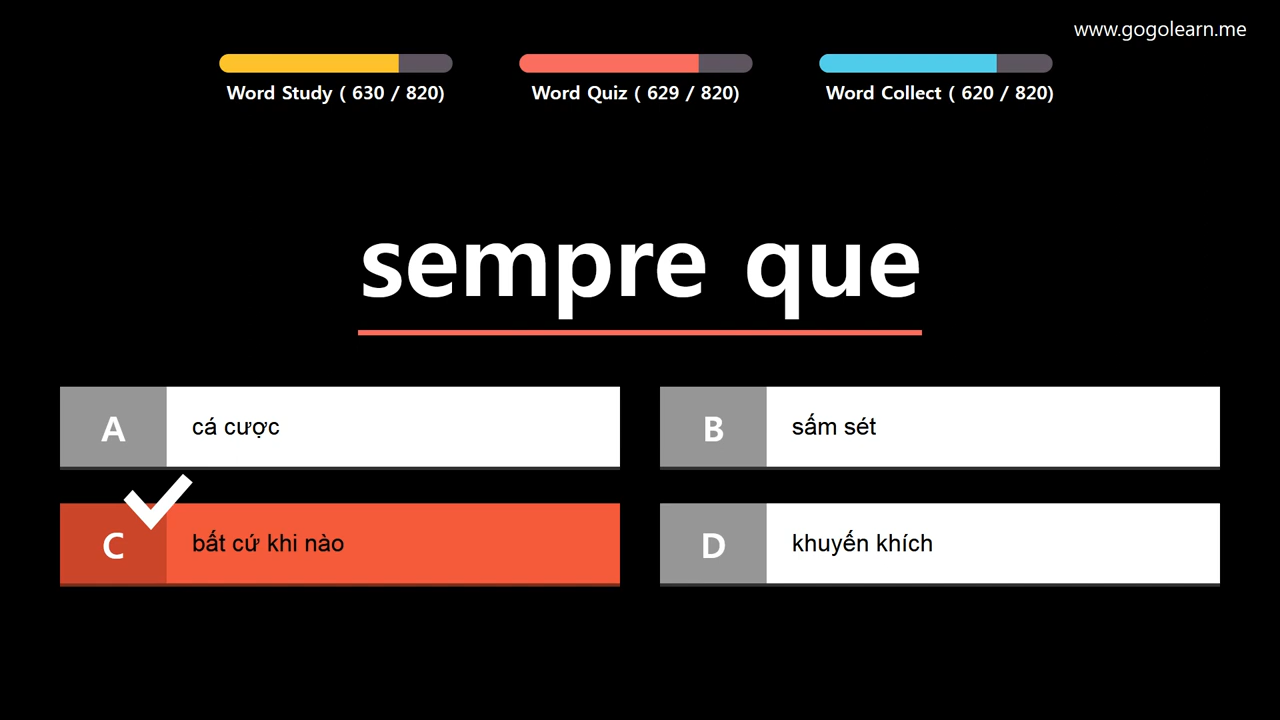 www.gogolearn.me
Word Study ( 630 / 820)
Word Quiz ( 629 / 820)
Word Collect ( 620 / 820)
sempre que
A cá cược
B sấm sét
C bất cứ khi nào
D khuyến khích